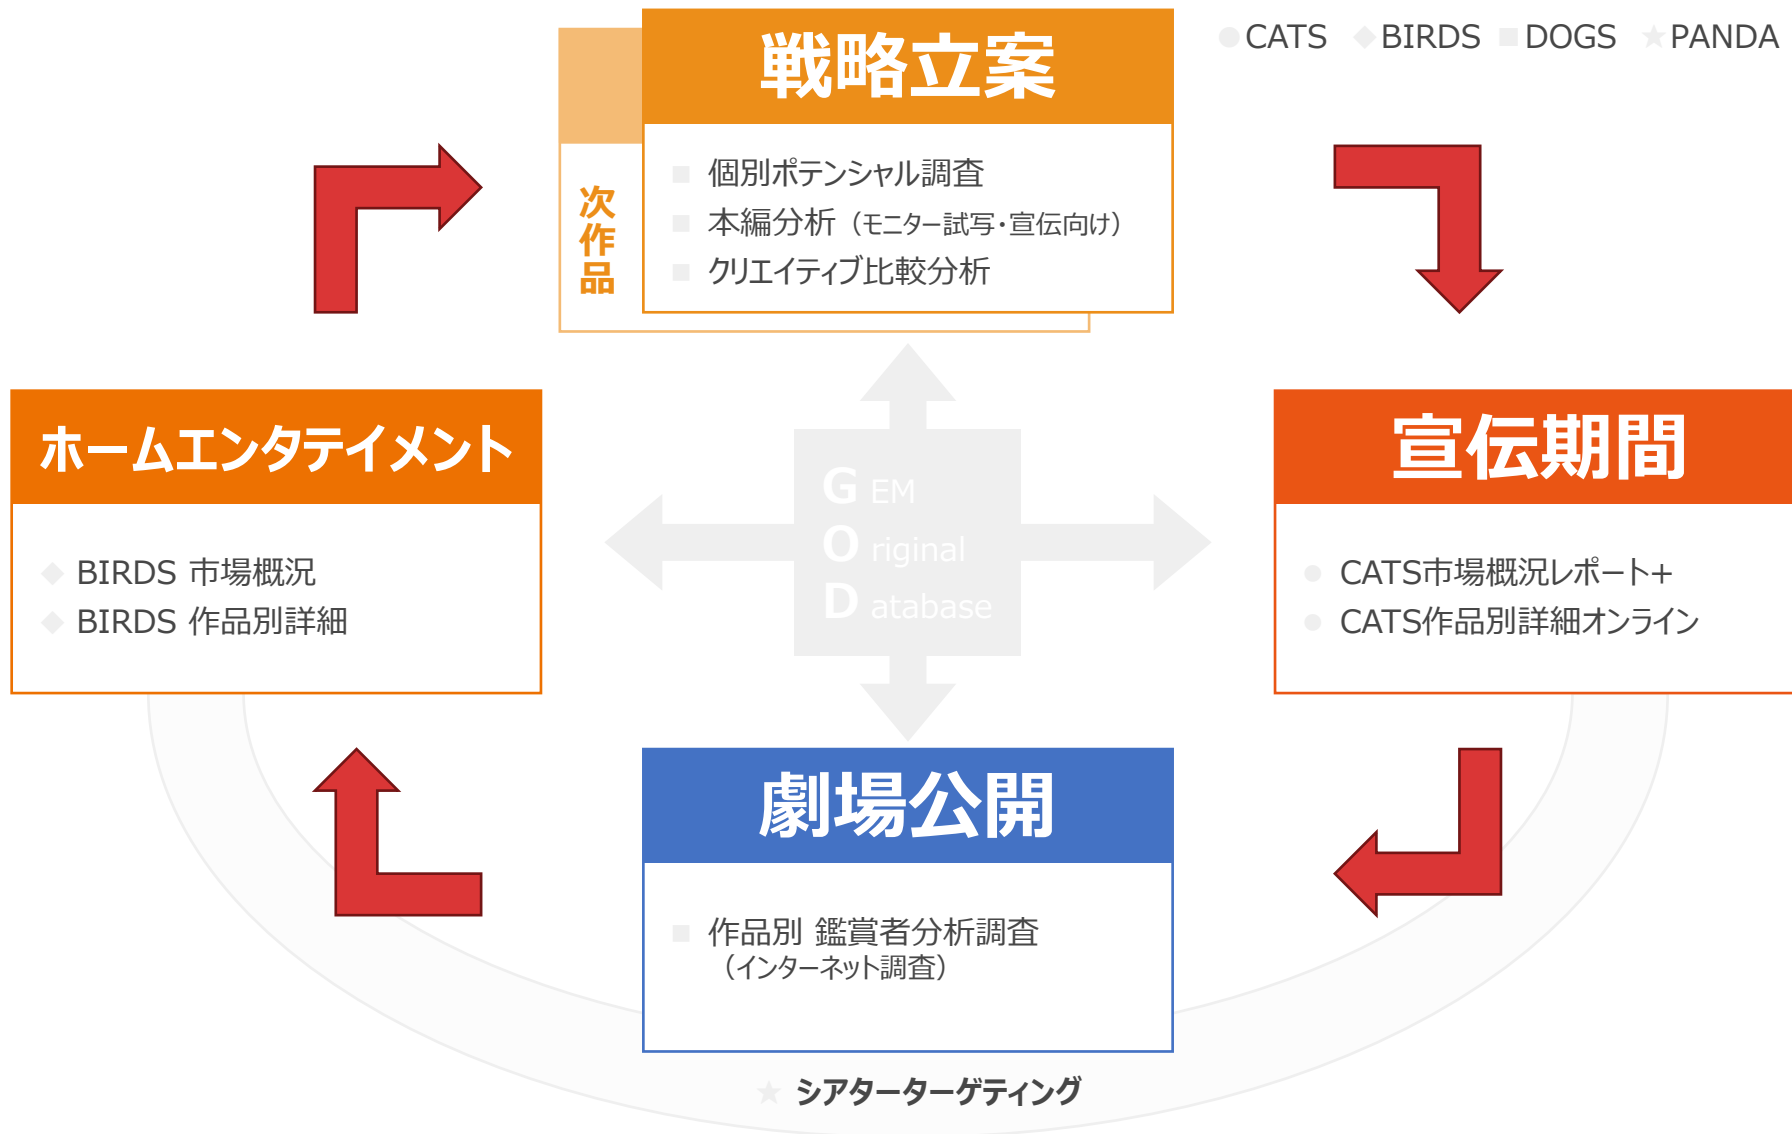 CATS BIRDS DOGS PANDA
戦略立案
次作品
個別ポテンシャル調査
本編分析（モニター試写・宣伝向け）
クリエイティブ比較分析
宣伝期間
CATS市場概況レポート+
CATS作品別詳細オンライン
劇場公開
作品別 鑑賞者分析調査
（インターネット調査）
ホームエンタテイメント
BIRDS 市場概況
BIRDS 作品別詳細
GEM
Original
Database
シアターターゲティング